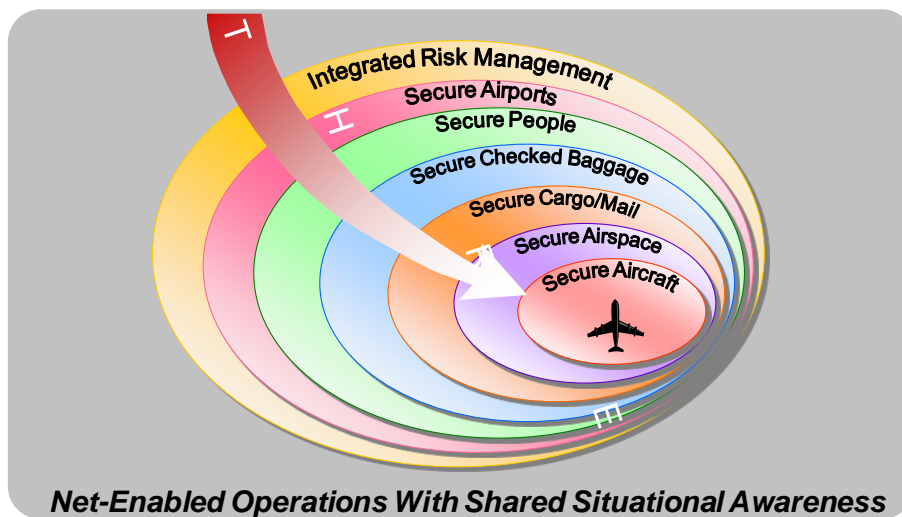 T
Integrated Risk Management
Secure Airports
H
Secure People
Secure Checked Baggage
Secure Cargo/Mail
Secure Airspace
Secure Aircraft
E
Net-Enabled Operations With Shared Situational Awareness